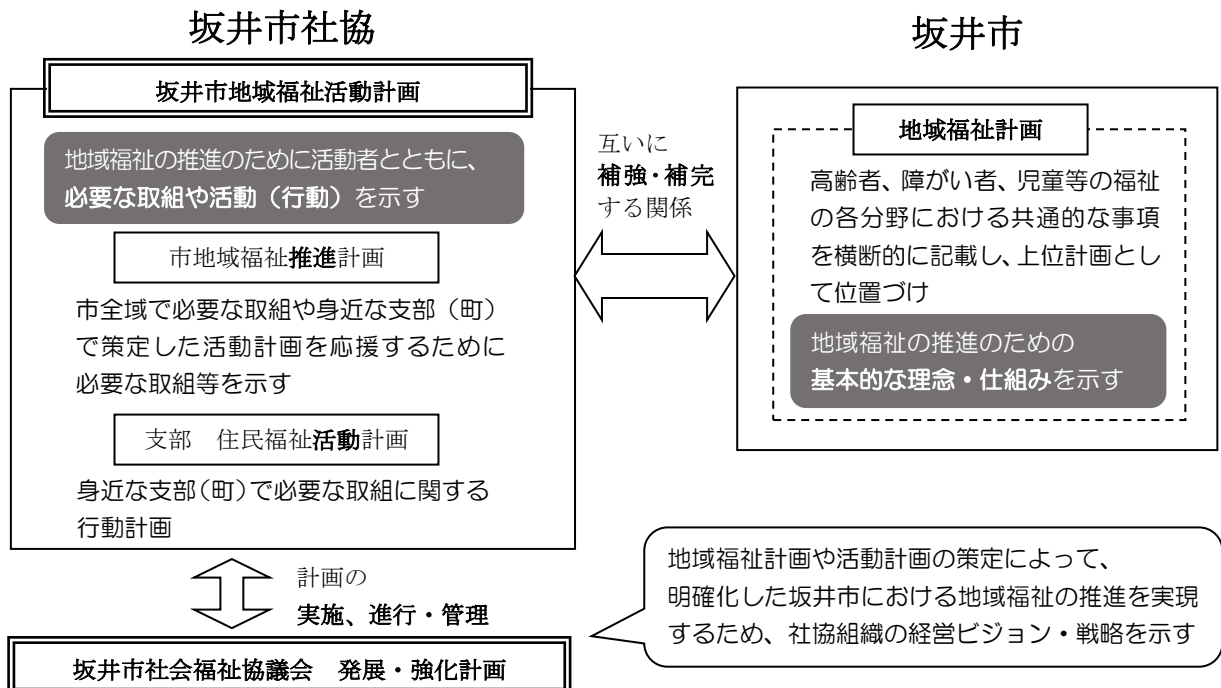 坂井市社協
坂井市地域福祉活動計画
地域福祉の推進のために活動者とともに、
必要な取組や活動（行動）を示す
市地域福祉推進計画
市全域で必要な取組や身近な支部（町）
で策定した活動計画を応援するために
必要な取組等を示す
支部　住民福祉活動計画
身近な支部（町）で必要な取組に関する
行動計画
互いに
補強・補完
する関係
坂井市
地域福祉計画
高齢者、障がい者、児童等の福祉
の各分野における共通的な事項
を横断的に記載し、上位計画とし
て位置づけ
地域福祉の推進のための
基本的な理念・仕組みを示す
計画の
実施、進行・管理
坂井市社会福祉協議会　発展・強化計画
地域福祉計画や活動計画の策定によって、
明確化した坂井市における地域福祉の推進を実現
するため、社協組織の経営ビジョン・戦略を示す